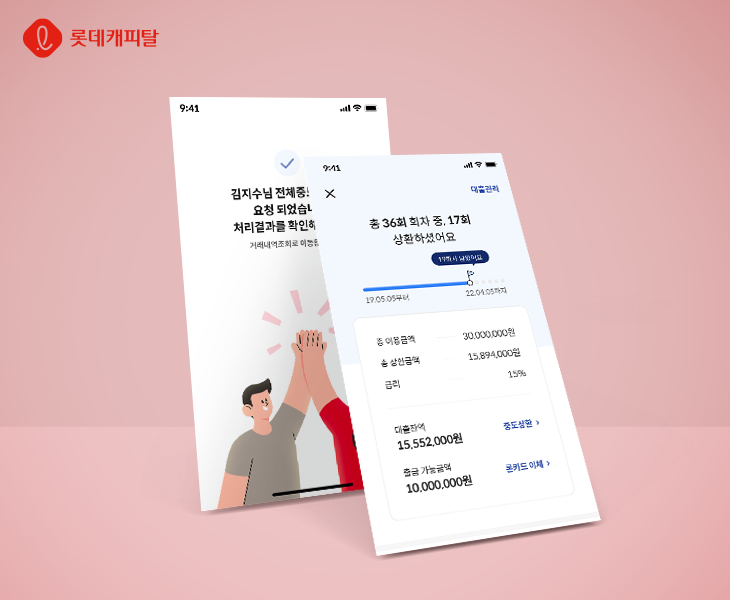 롯데캐피탈
9:41
김지수님 전체중도
요청 되었습니
처리결과를 확인해
거래내역조회로 이동
9:41
대출관리
총 36회 회차 중, 17회
상환하셨어요
19회차 남았어요
19.05.05부터
22.04.05까지
총 이용금액
30,000,000원
총 상환금액
15,894,000원
금리
15%
대출잔액
15,552,000원
중도상환 >
출금 가능금액
10,000,000원
론카드 이체 >